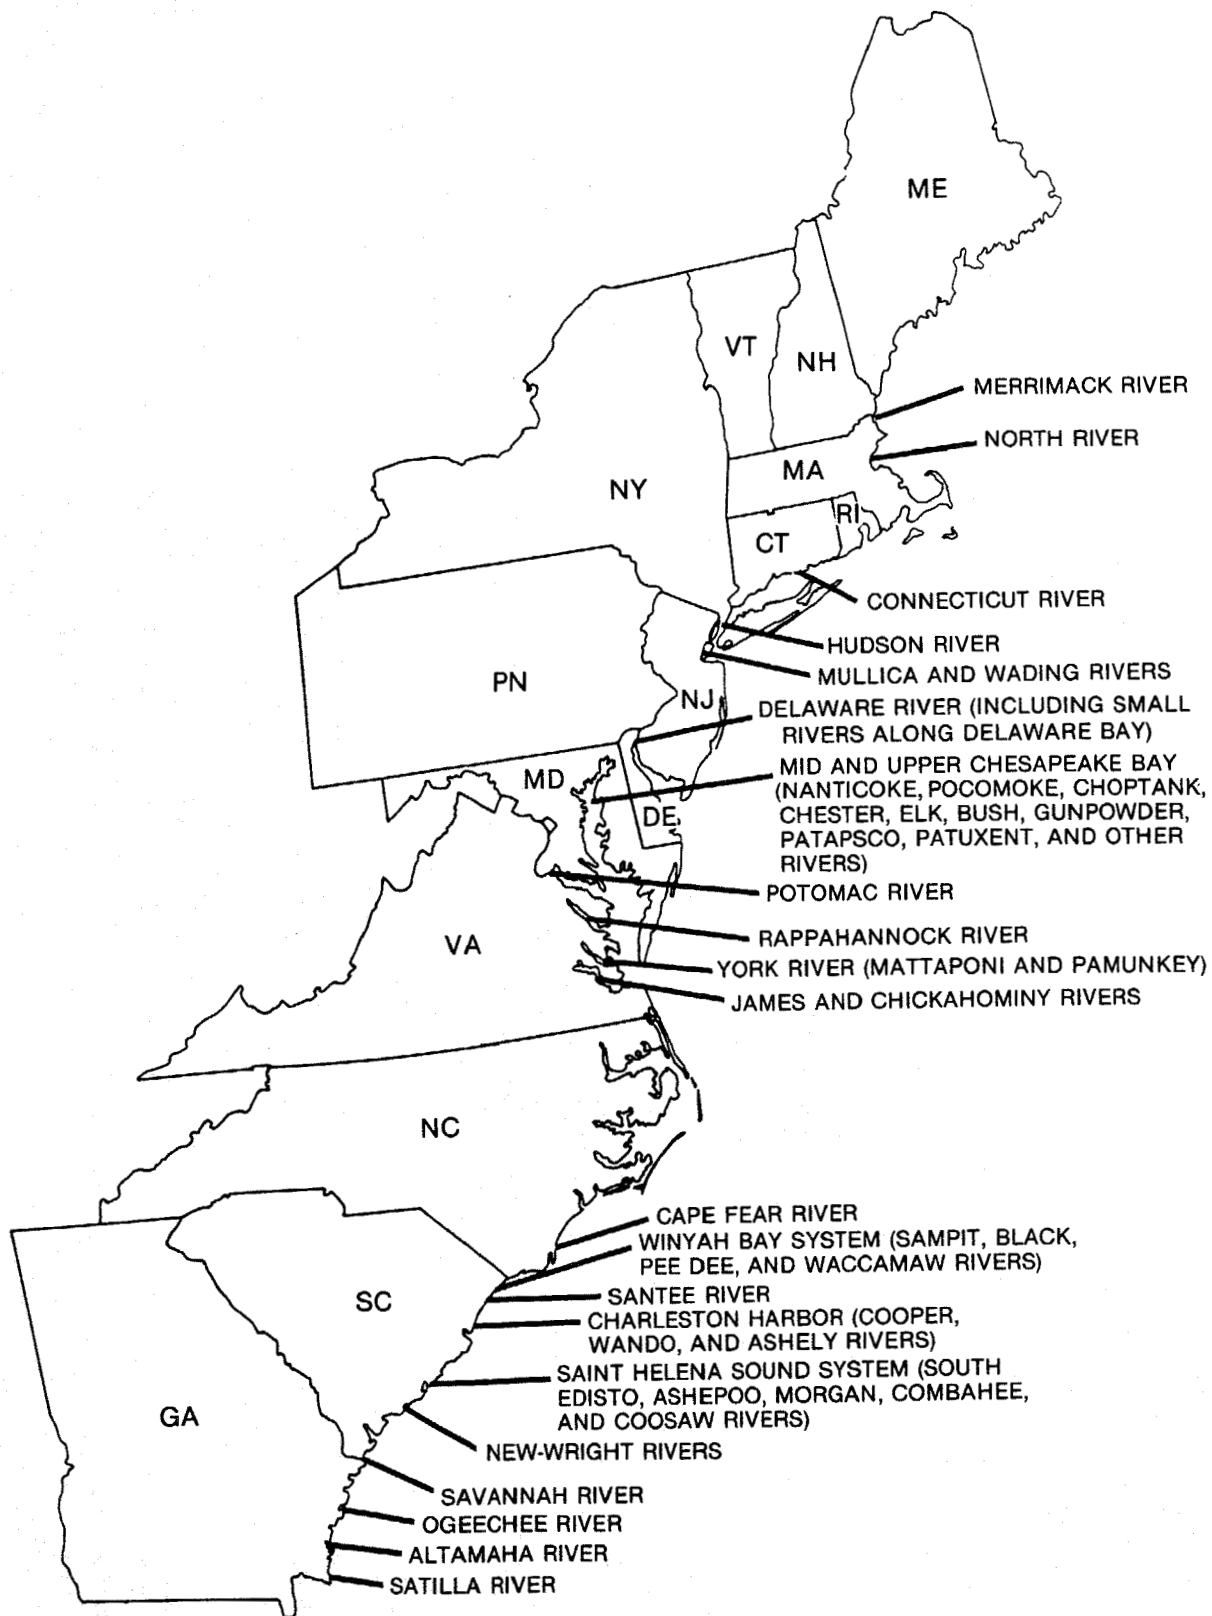 ME
VT
NH
MERRIMACK RIVER
NORTH RIVER
MA
NY
RI
CT
CONNECTICUT RIVER
HUDSON RIVER
MULLICA AND WADING RIVERS
PN
NJ
DELAWARE RIVER (INCLUDING SMALL
RIVERS ALONG DELAWARE BAY)
MD
MID AND UPPER CHESAPEAKE BAY
(NANTICOKE, POCOMOKE, CHOPTANK,
CHESTER, ELK, BUSH, GUNPOWDER,
PATAPSCO, PATUXENT, AND OTHER
RIVERS)
DE
POTOMAC RIVER
RAPPAHANNOCK RIVER
VA
YORK RIVER (MATTAPONI AND PAMUNKEY)
JAMES AND CHICKAHOMINY RIVERS
NC
CAPE FEAR RIVER
WINYAH BAY SYSTEM (SAMPIT, BLACK,
PEE DEE, AND WACCAMAW RIVERS)
SC
SANTEE RIVER
CHARLESTON HARBOR (COOPER,
WANDO, AND ASHELY RIVERS)
SAINT HELENA SOUND SYSTEM (SOUTH
EDISTO, ASHEPOO, MORGAN, COMBAHEE,
AND COOSAW RIVERS)
GA
NEW-WRIGHT RIVERS
SAVANNAH RIVER
OGEECHEE RIVER
ALTAMAHA RIVER
SATILLA RIVER